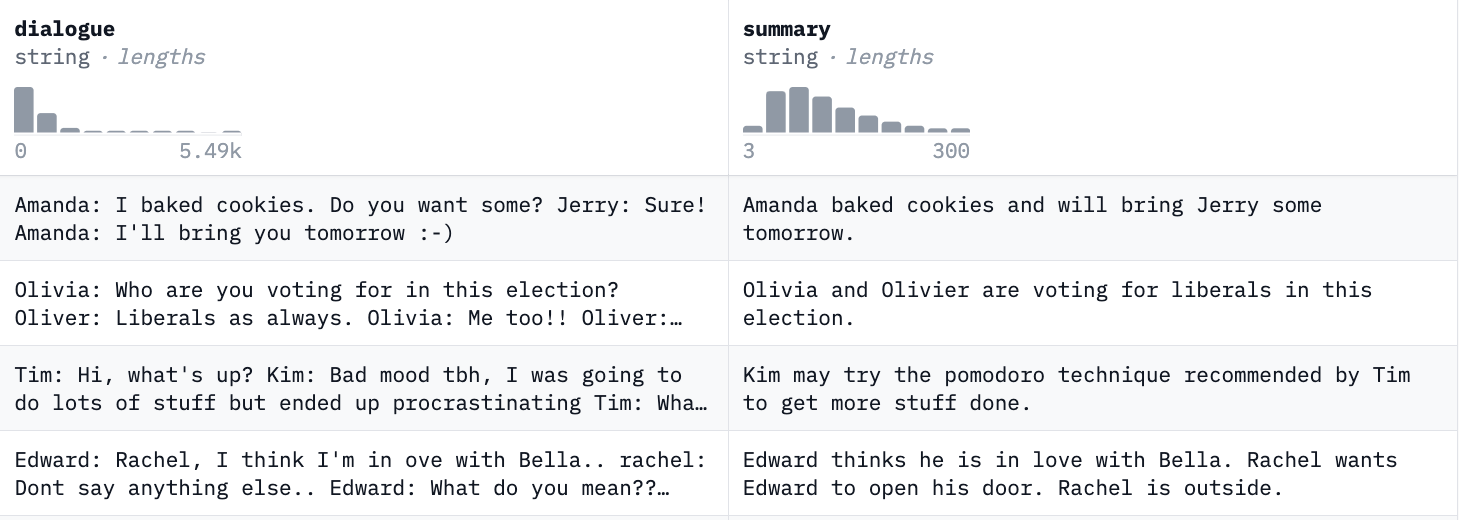 dialogue
string · lengths
0 5.49k
summary
string · lengths
3 300
Amanda: I baked cookies. Do you want some? Jerry: Sure!
Amanda: I'll bring you tomorrow :-)
Amanda baked cookies and will bring Jerry some
tomorrow.
Olivia: Who are you voting for in this election?
Oliver: Liberals as always. Olivia: Me too!! Oliver:…
Olivia and Olivier are voting for liberals in this
election.
Tim: Hi, what's up? Kim: Bad mood tbh, I was going to
do lots of stuff but ended up procrastinating Tim: Wha…
Kim may try the pomodoro technique recommended by Tim
to get more stuff done.
Edward: Rachel, I think I'm in ove with Bella.. rachel:
Dont say anything else.. Edward: What do you mean??…
Edward thinks he is in love with Bella. Rachel wants
Edward to open his door. Rachel is outside.